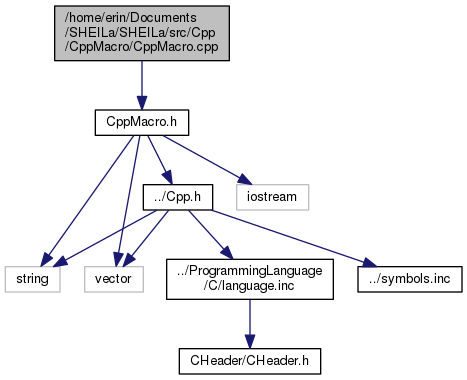 /home/erin/Documents
/SHEILa/SHEILa/src/Cpp
/CppMacro/CppMacro.cpp
CppMacro.h
../Cpp.h
iostream
string
vector
../ProgrammingLanguage
/C/language.inc
../symbols.inc
CHeader/CHeader.h